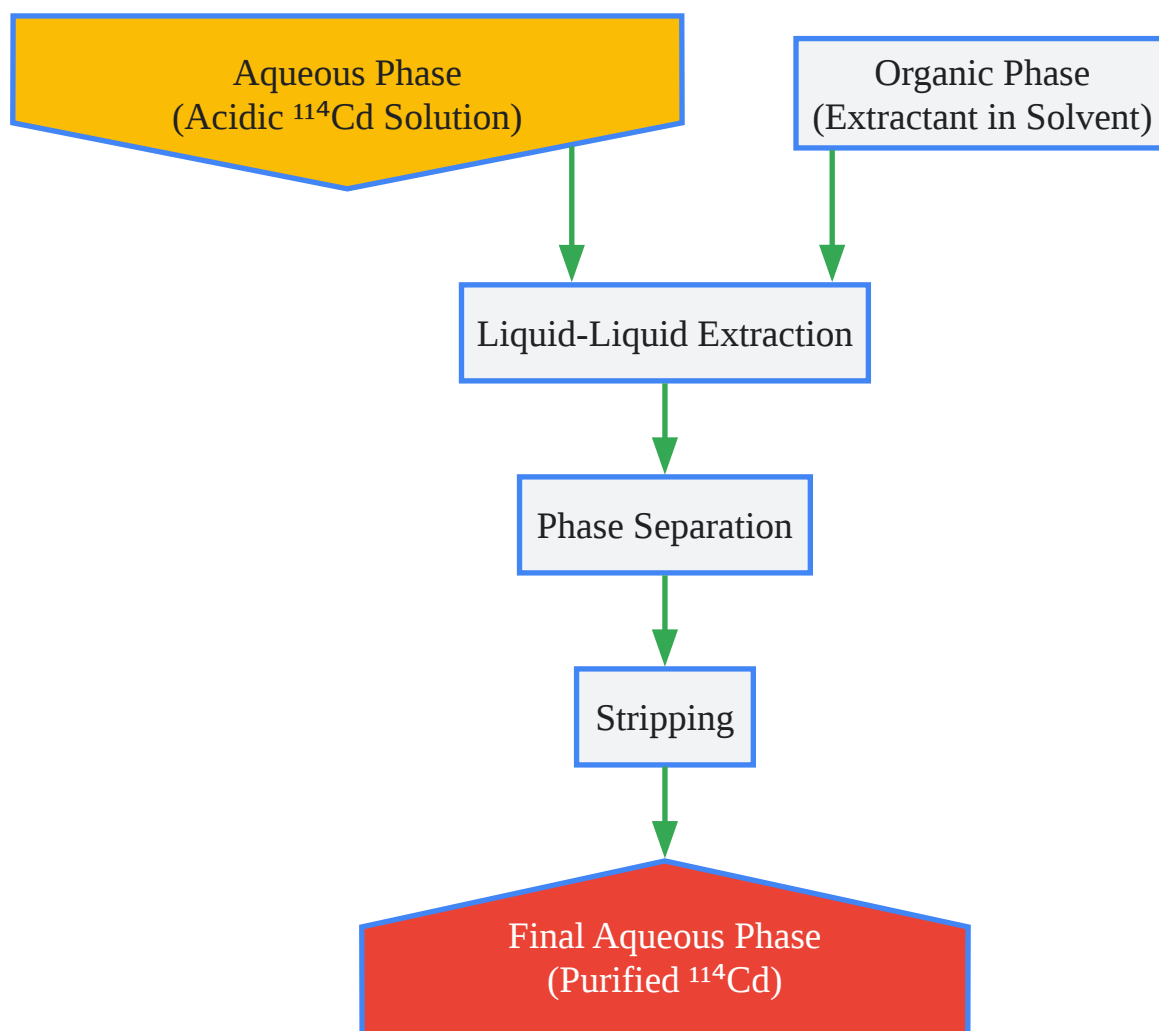 Aqueous Phase
(Acidic ¹¹⁴Cd Solution)
Organic Phase
(Extractant in Solvent)
Liquid-Liquid Extraction
Phase Separation
Stripping
Final Aqueous Phase
(Purified ¹¹⁴Cd)